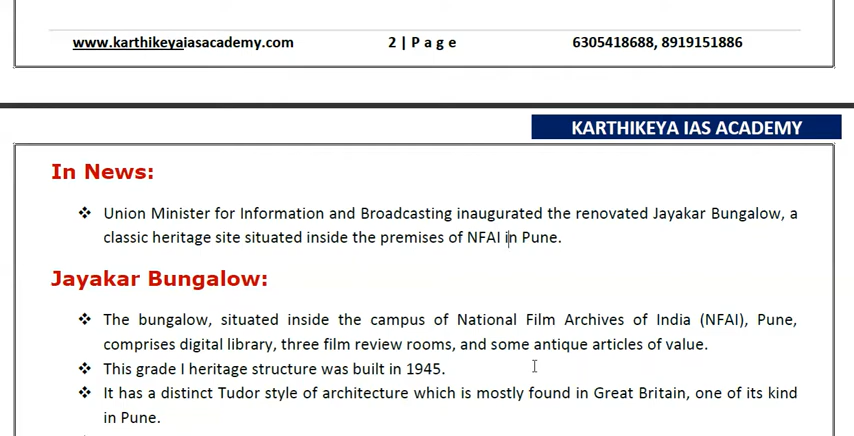 www.karthikeyaiasacademy.com 2 | P a g e 6305418688, 8919151886
KARTHIKEYA IAS ACADEMY
In News:
❖ Union Minister for Information and Broadcasting inaugurated the renovated Jayakar Bungalow, a
classic heritage site situated inside the premises of NFAI in Pune.
Jayakar Bungalow:
❖ The bungalow, situated inside the campus of National Film Archives of India (NFAI), Pune,
comprises digital library, three film review rooms, and some antique articles of value.
❖ This grade I heritage structure was built in 1945.
❖ It has a distinct Tudor style of architecture which is mostly found in Great Britain, one of its kind
in Pune.